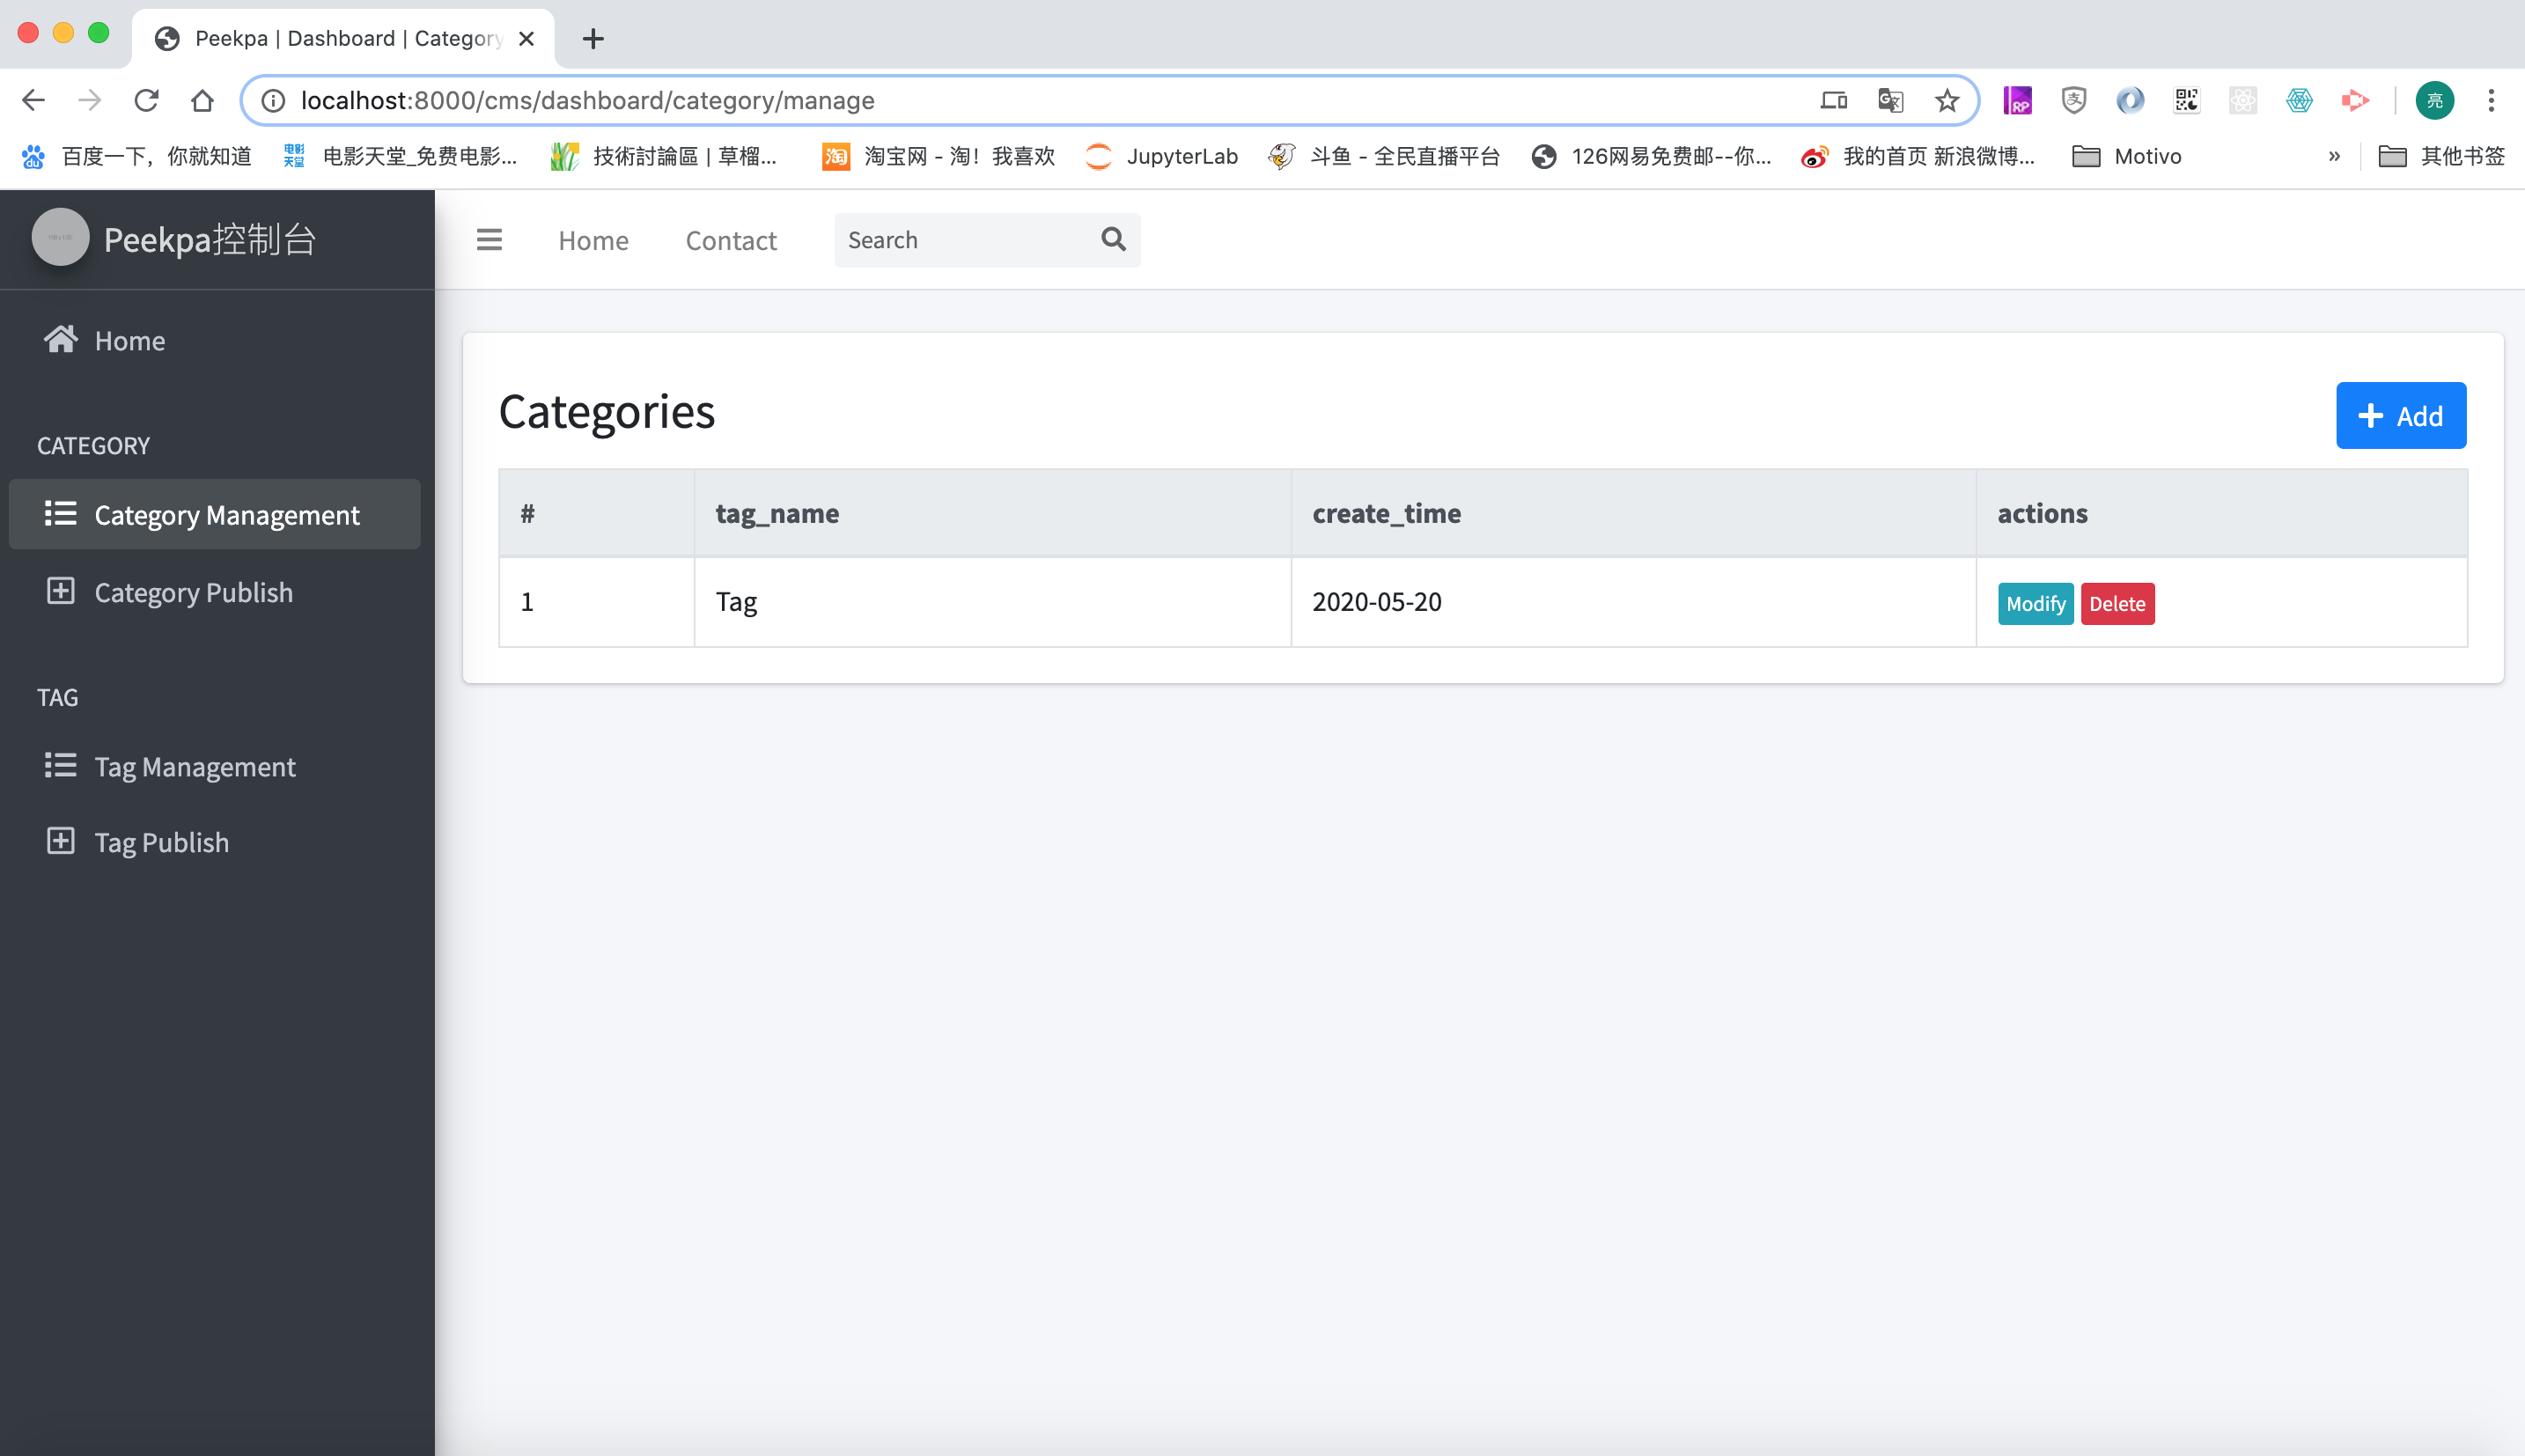 Peekpa | Dashboard | Category
localhost:8000/cms/dashboard/category/manage
亮
百度一下，你就知道
电影天堂_免费电影...
技術討論區 | 草榴...
淘宝网 - 淘！我喜欢
JupyterLab
斗鱼 - 全民直播平台
126网易免费邮--你...
我的首页 新浪微博...
Motivo
»
其他书签
Peekpa控制台
Home
Contact
Search
Home
CATEGORY
Category Management
Category Publish
TAG
Tag Management
Tag Publish
Categories
Add
# tag_name create_time actions
1 Tag 2020-05-20 Modify Delete